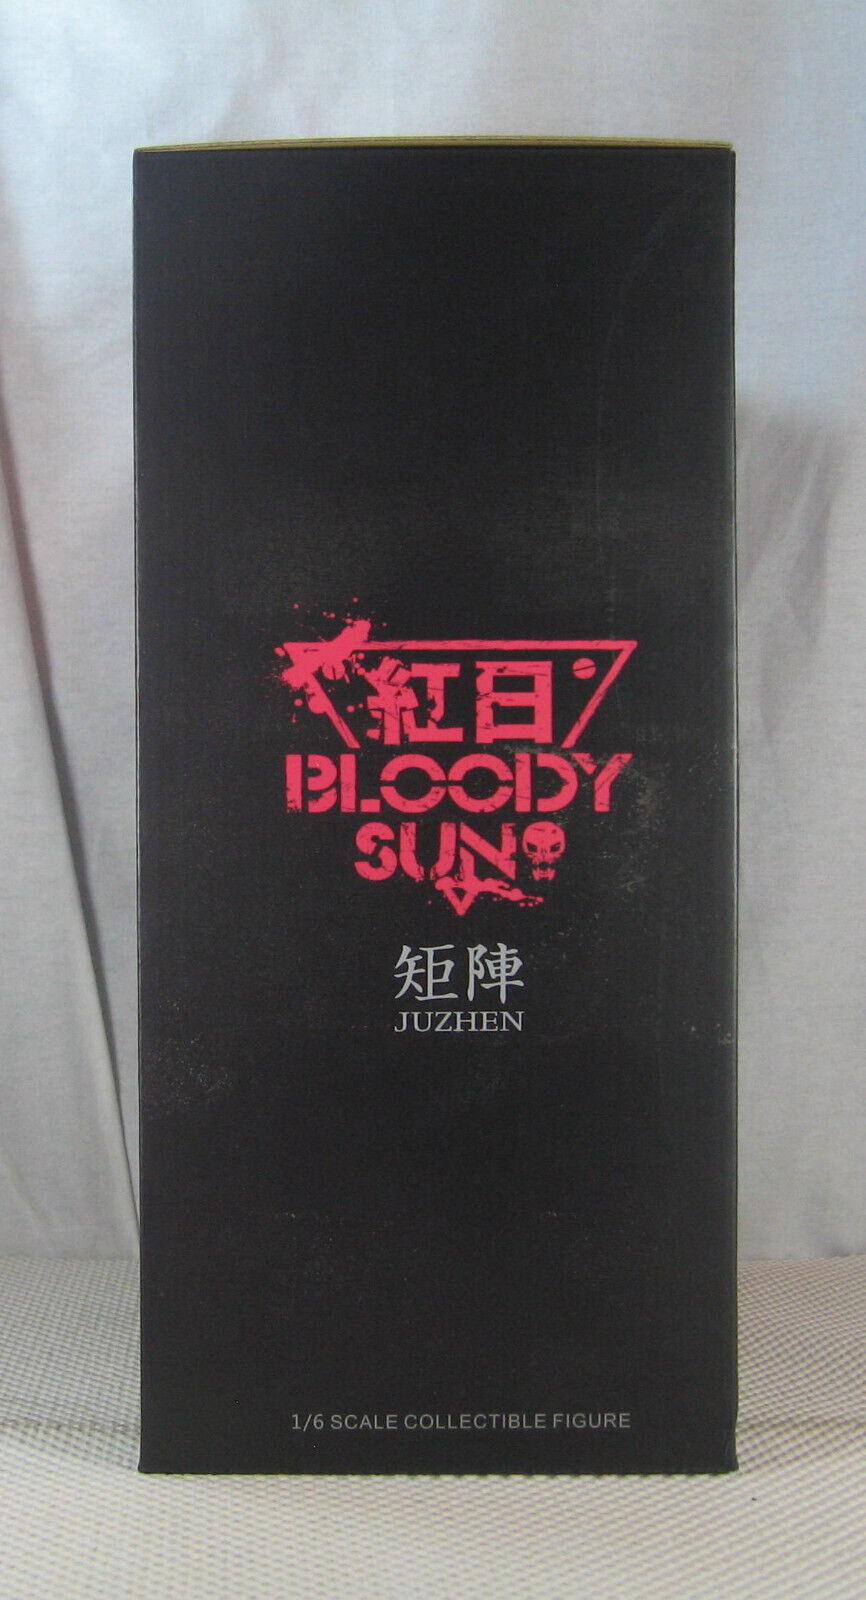 紅日
BLOODY
SUN
矩陣
JUZHEN
1/6 SCALE COLLECTIBLE FIGURE